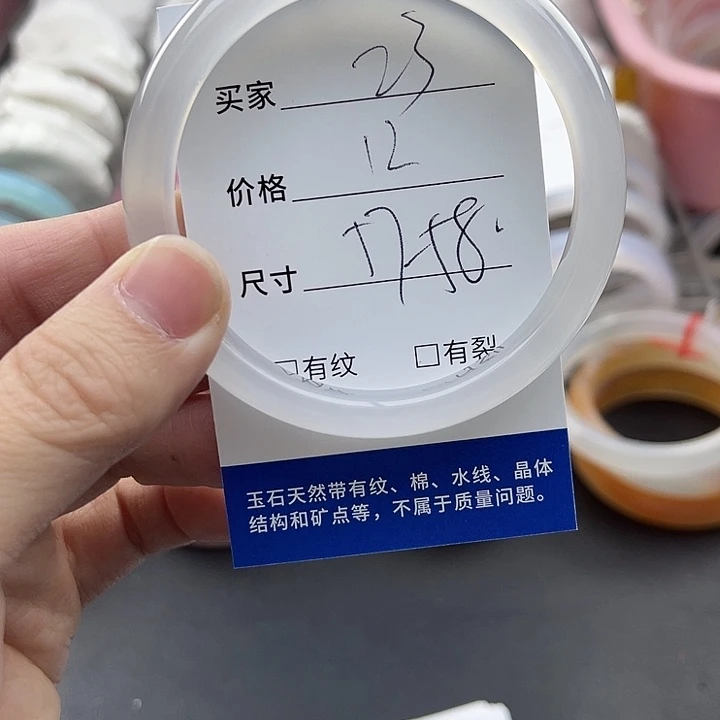 买家 23
价格 12
尺寸 57-58.
□有纹 □有裂
玉石天然带有纹、棉、水线、晶体
结构和矿点等，不属于质量问题。